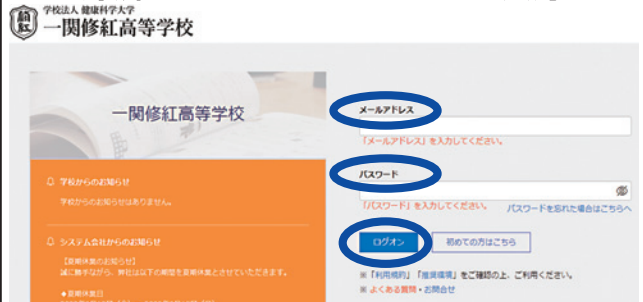 学校法人 健康科学大学
一関修紅高等学校
一関修紅高等学校
学校からのお知らせ
学校からのお知らせはありません。
システム会社からのお知らせ
【夏期休業のお知らせ】
誠に勝手ながら、弊社は以下の期間を夏期休業とさせていただきます。
◆夏期休業日
メールアドレス
「メールアドレス」を入力してください。
パスワード
「パスワード」を入力してください。 パスワードを忘れた場合はこちらへ
ログオン 初めての方はこちら
「利用規約」「推奨環境」をご確認の上、ご利用ください。
よくある質問・お問合せ